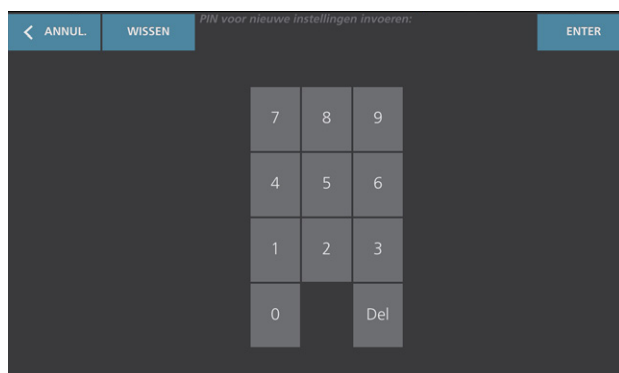 PIN voor nieuwe instellingen invoeren:
ANNUL. WISSEN ENTER
7 8 9
4 5 6
1 2 3
0 Del